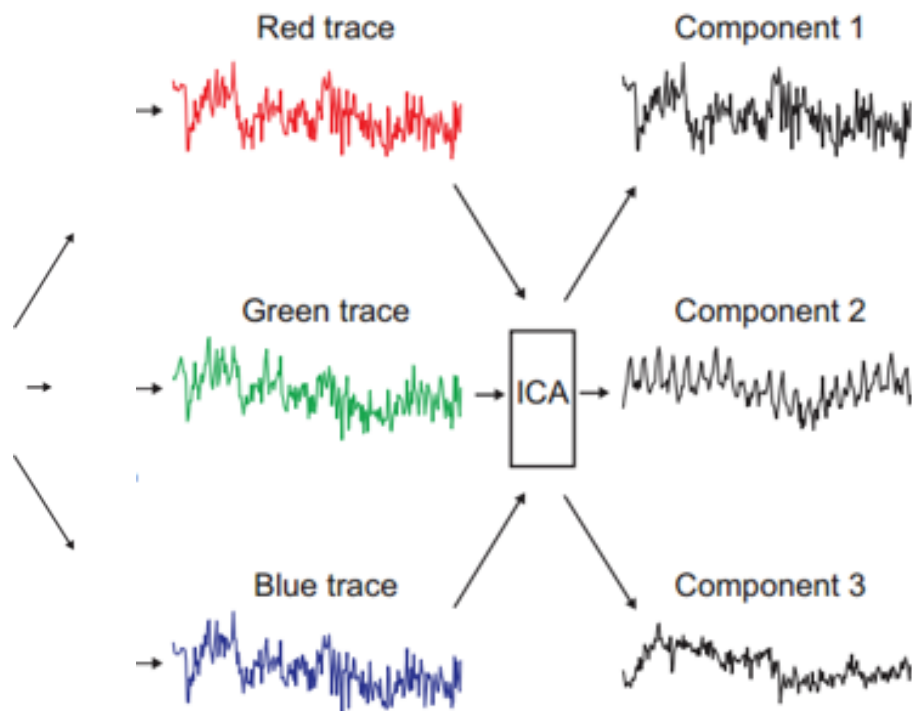 Red trace
Component 1
Green trace
Component 2
ICA
Blue trace
Component 3